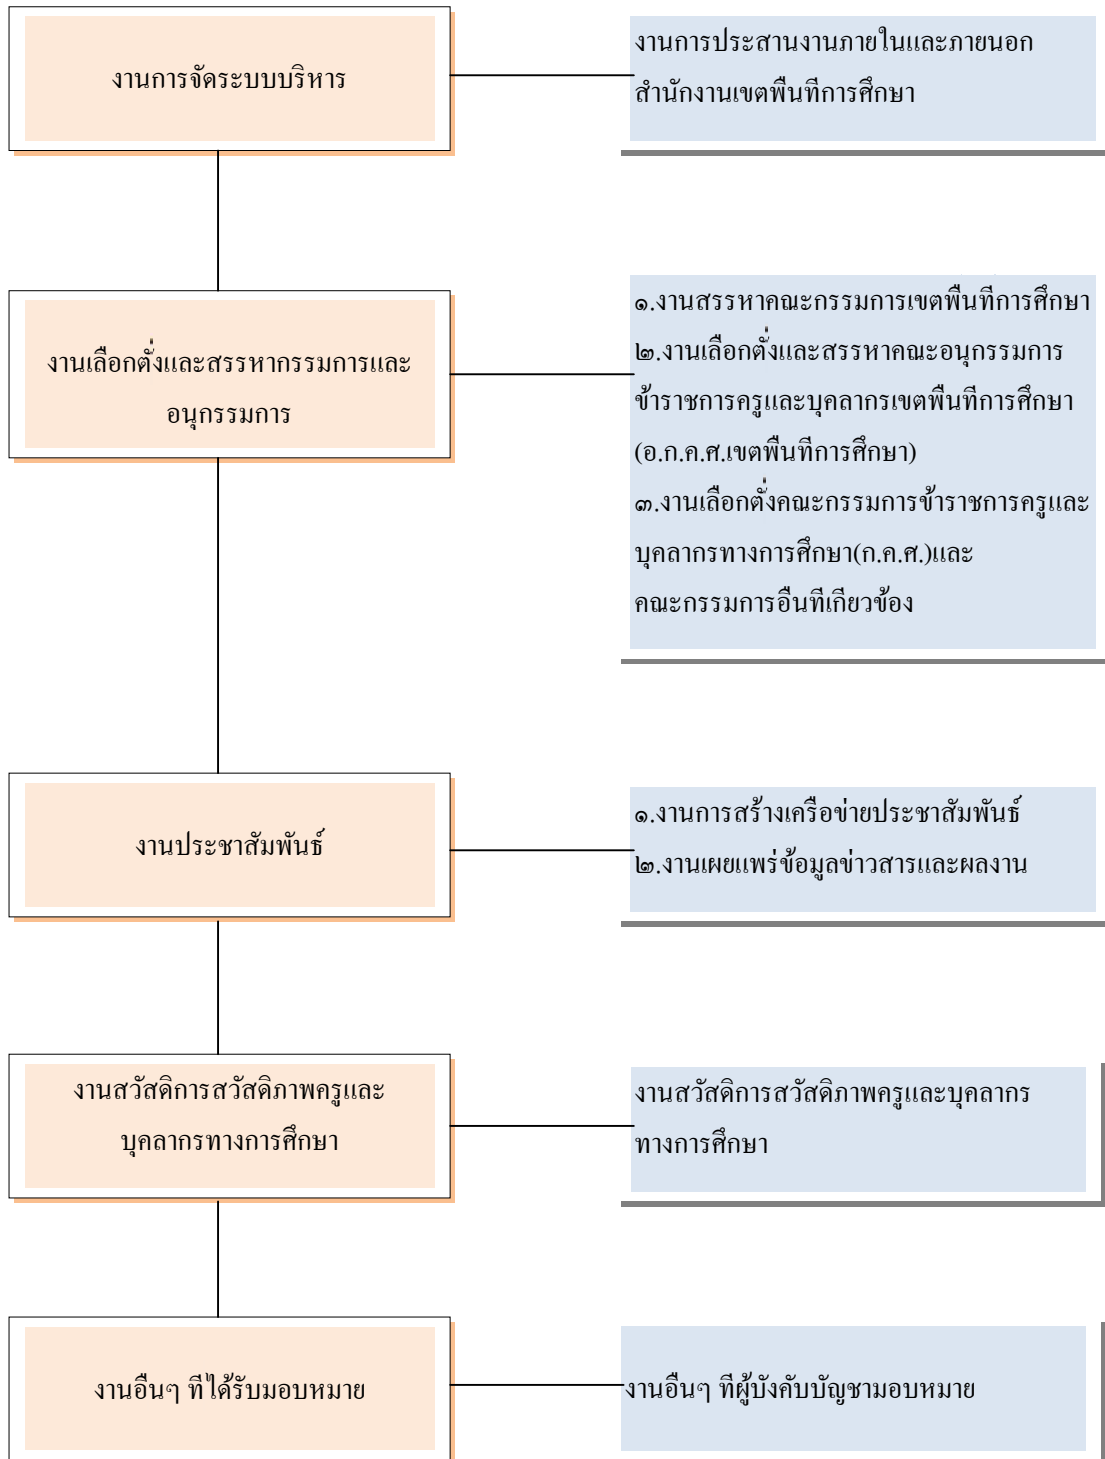 งานการจัดระบบบริหาร
งานการประสานงานภายในและภายนอก
สำนักงานเขตพื้นที่การศึกษา
งานเลือกตั้งและสรรหากรรมการและ
อนุกรรมการ
๑.งานสรรหาคณะกรรมการเขตพื้นที่การศึกษา
๒.งานเลือกตั้งและสรรหาคณะอนุกรรมการ
ข้าราชการครูและบุคลากรเขตพื้นที่การศึกษา
(อ.ก.ค.ศ.เขตพื้นที่การศึกษา)
๓.งานเลือกตั้งคณะกรรมการข้าราชการครูและ
บุคลากรทางการศึกษา(ก.ค.ศ.)และ
คณะกรรมการอื่นที่เกี่ยวข้อง
งานประชาสัมพันธ์
๑.งานการสร้างเครือข่ายประชาสัมพันธ์
๒.งานเผยแพร่ข้อมูลข่าวสารและผลงาน
งานสวัสดิการสวัสดิภาพครูและ
บุคลากรทางการศึกษา
งานสวัสดิการสวัสดิภาพครูและบุคลากร
ทางการศึกษา
งานอื่นๆ ที่ได้รับมอบหมาย
งานอื่นๆ ที่ผู้บังคับบัญชามอบหมาย